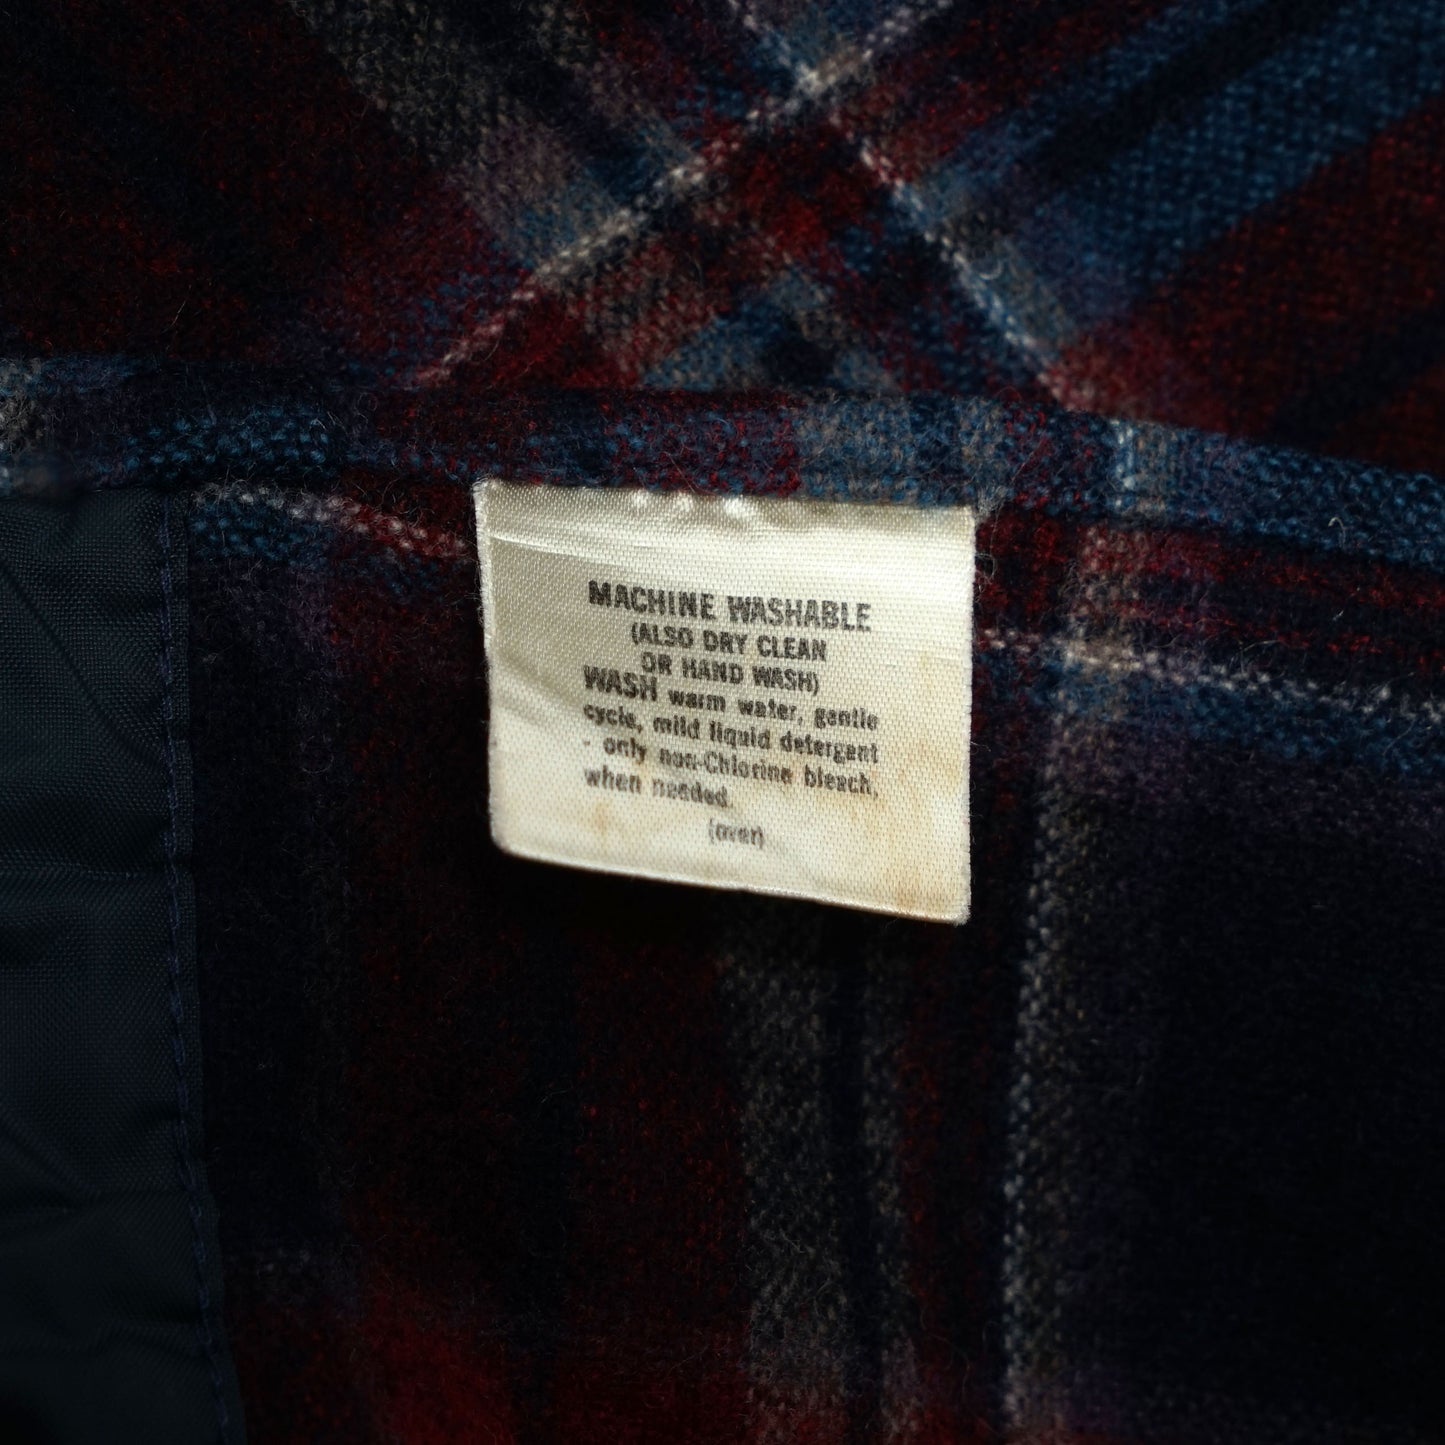 MACHINE WASHABLE
(ALSO DRY CLEAN
OR HAND WASH)
WASH warm water, gentle
cycle, mild liquid detergent
- only non-Chlorine bleach,
when needed.
(over)